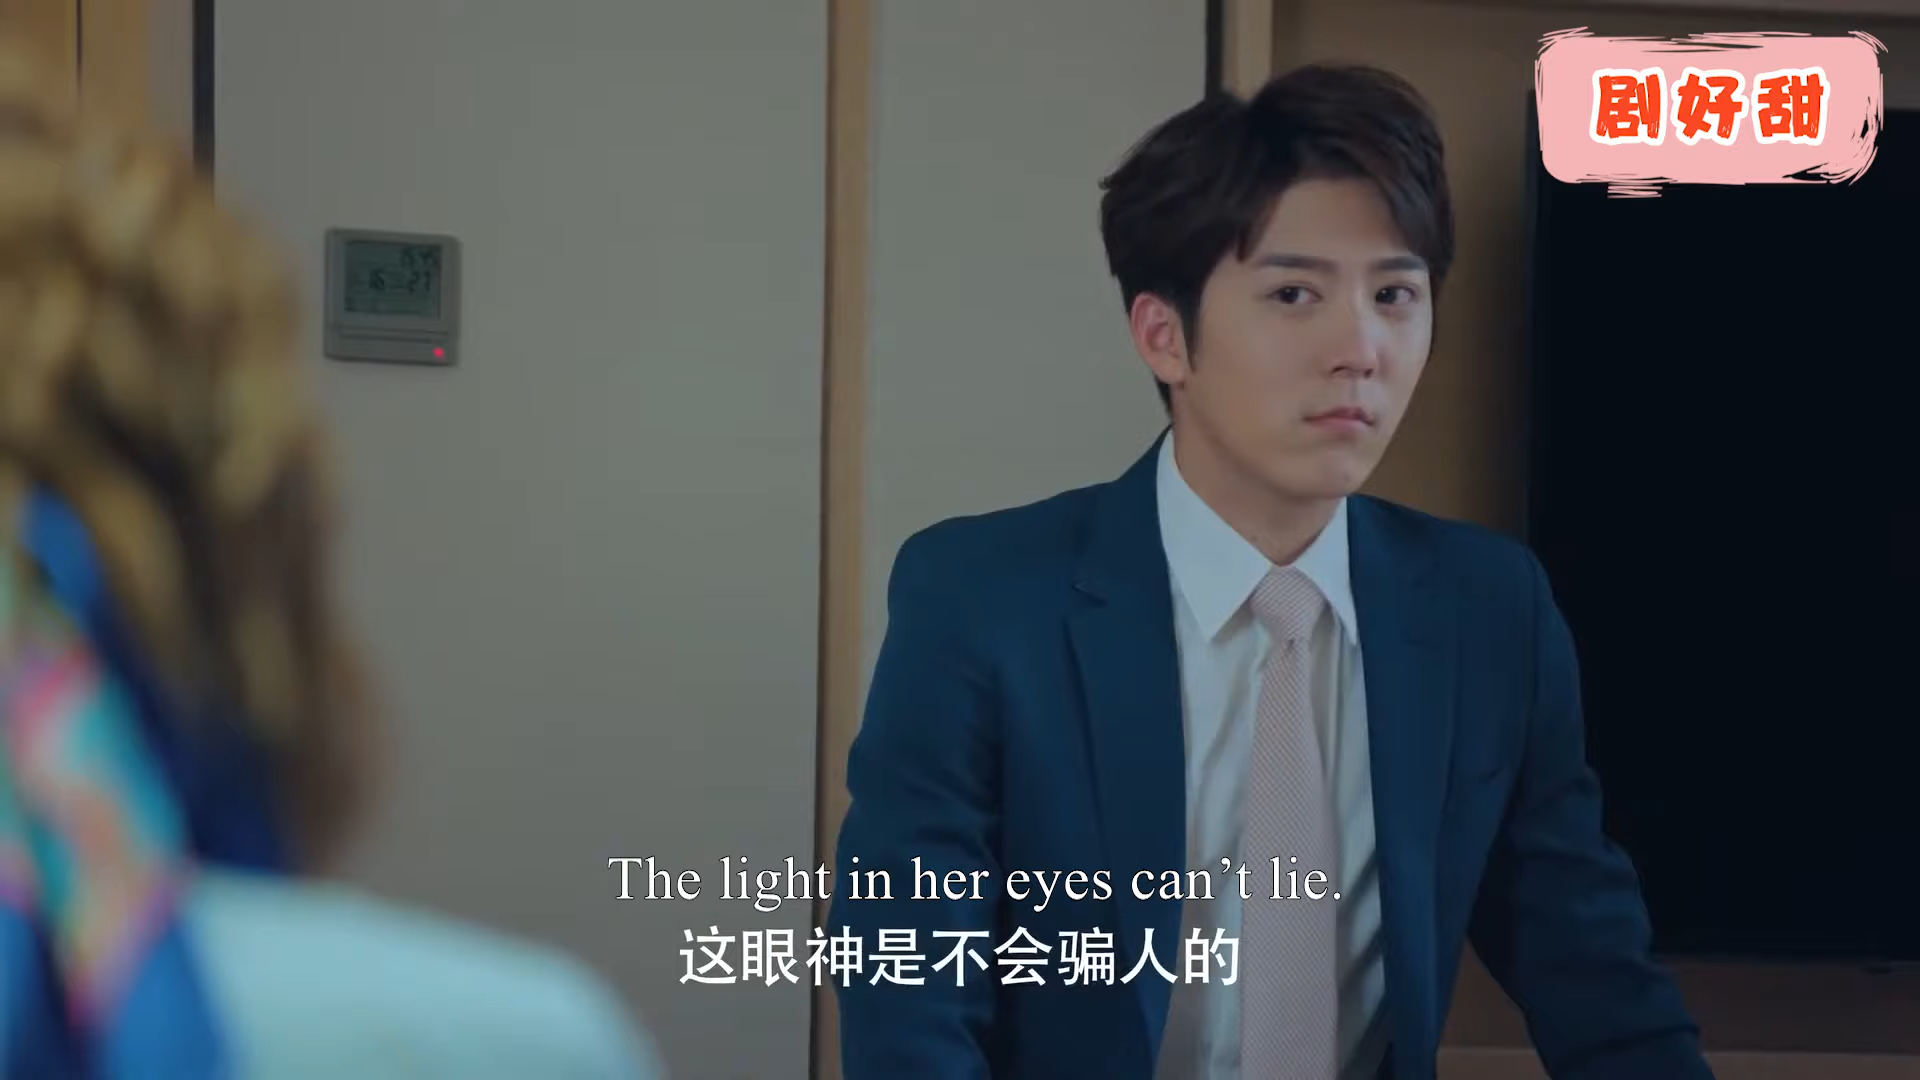 剧好甜
The light in her eyes can't lie.
这眼神是不会骗人的